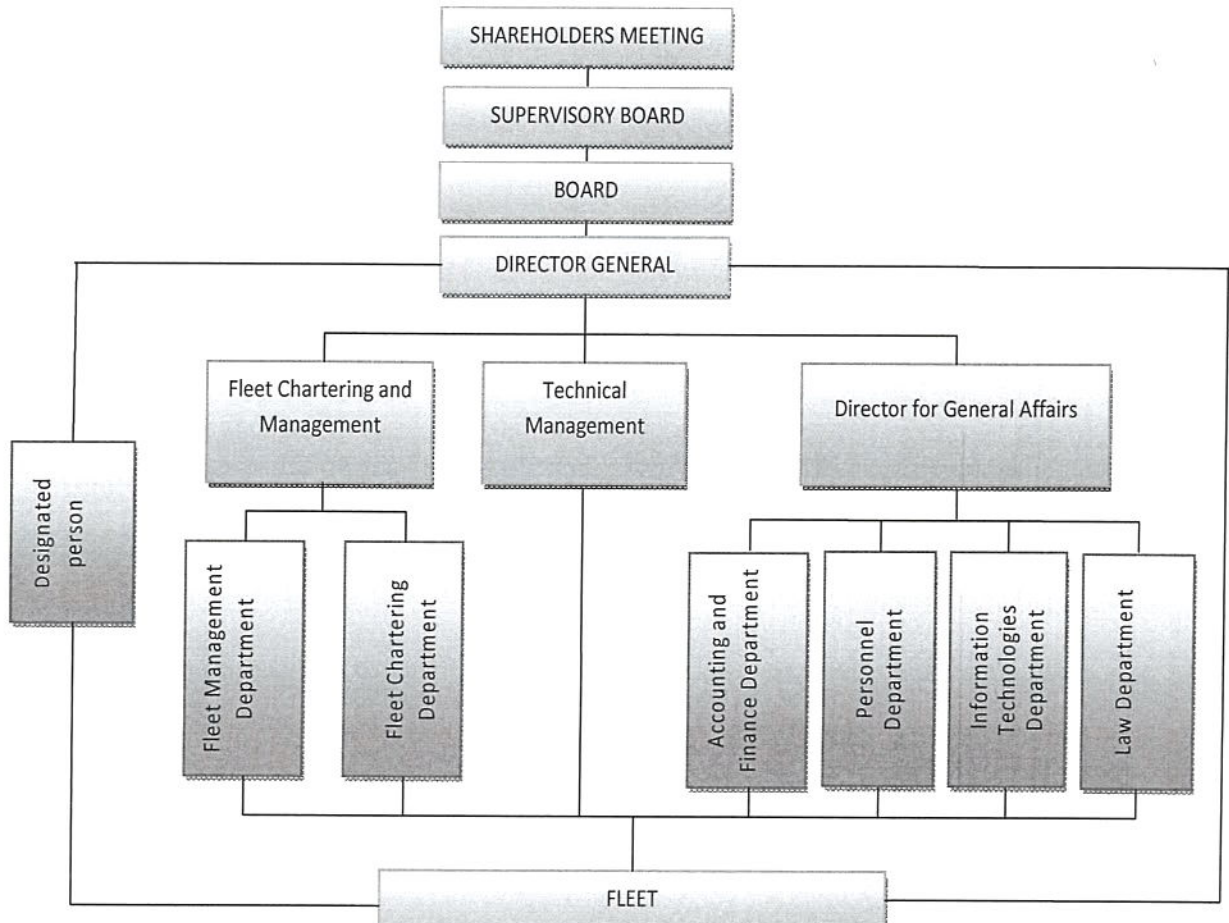 SHAREHOLDERS MEETING
SUPERVISORY BOARD
BOARD
DIRECTOR GENERAL
Fleet Chartering and
Management
Technical
Management
Director for General Affairs
Designated
person
Fleet Management
Department
Fleet Chartering
Department
Accounting and
Finance Department
Personnel
Department
Information
Technologies
Department
Law Department
FLEET